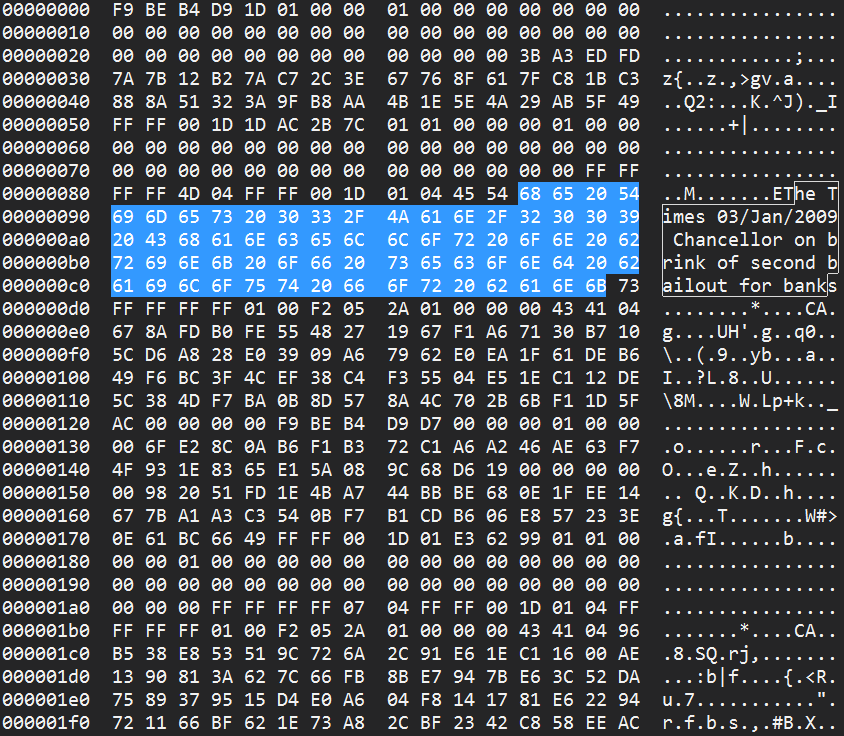 00000000 F9 BE B4 D9 1D 01 00 00 01 00 00 00 00 00 00 00 ................
00000010 00 00 00 00 00 00 00 00 00 00 00 00 00 00 00 00 ................
00000020 00 00 00 00 00 00 00 00 00 00 00 00 3B A3 ED FD ............;...
00000030 7A 7B 12 B2 7A C7 2C 3E 67 76 8F 61 7F C8 1B C3 z{..z.,>gv.a....
00000040 88 8A 51 32 3A 9F B8 AA 4B 1E 5E 4A 29 AB 5F 49 ..Q2:...K.^J)._I
00000050 FF FF 00 1D 1D AC 2B 7C 01 01 00 00 00 01 00 00 ......+|........
00000060 00 00 00 00 00 00 00 00 00 00 00 00 00 00 00 00 ................
00000070 00 00 00 00 00 00 00 00 00 00 00 00 00 00 FF FF ................
00000080 FF FF 4D 04 FF FF 00 1D 01 04 45 54 68 65 20 54 ..M.......EThe T
00000090 69 6D 65 73 20 30 33 2F 4A 61 6E 2F 32 30 30 39 imes 03/Jan/2009
000000a0 20 43 68 61 6E 63 65 6C 6C 6F 72 20 6F 6E 20 62 Chancellor on b
000000b0 72 69 6E 6B 20 6F 66 20 73 65 63 6F 6E 64 20 62 rink of second b
000000c0 61 69 6C 6F 75 74 20 66 6F 72 20 62 61 6E 6B 73 ailout for banks
000000d0 FF FF FF FF 01 00 F2 05 2A 01 00 00 00 43 41 04 ........*....CA.
000000e0 67 8A FD B0 FE 55 48 27 19 67 F1 A6 71 30 B7 10 g....UH'.g..q0..
000000f0 5C D6 A8 28 E0 39 09 A6 79 62 E0 EA 1F 61 DE B6 \..(.9..yb...a..
00000100 49 F6 BC 3F 4C EF 38 C4 F3 55 04 E5 1E C1 12 DE I..?L.8..U......
00000110 5C 38 4D F7 BA 0B 8D 57 8A 4C 70 2B 6B F1 1D 5F \8M....W.Lp+k.._
00000120 AC 00 00 00 00 F9 BE B4 D9 D7 00 00 00 01 00 00 ................
00000130 00 6F E2 8C 0A B6 F1 B3 72 C1 A6 A2 46 AE 63 F7 .o......r...F.c.
00000140 4F 93 1E 83 65 E1 5A 08 9C 68 D6 19 00 00 00 00 O...e.Z..h......
00000150 00 98 20 51 FD 1E 4B A7 44 BB BE 68 0E 1F EE 14 .. Q..K.D..h....
00000160 67 7B A1 A3 C3 54 0B F7 B1 CD B6 06 E8 57 23 3E g{...T.......W#>
00000170 0E 61 BC 66 49 FF FF 00 1D 01 E3 62 99 01 01 00 .a.fI......b....
00000180 00 00 01 00 00 00 00 00 00 00 00 00 00 00 00 00 ................
00000190 00 00 00 00 00 00 00 00 00 00 00 00 00 00 00 00 ................
000001a0 00 00 00 00 FF FF FF FF 07 04 FF FF 00 1D 01 04 FF ................
000001b0 FF FF FF 01 00 F2 05 2A 01 00 00 00 43 41 04 96 .......*....CA..
000001c0 B5 38 E8 53 51 9C 72 6A 2C 91 E6 1E C1 16 00 AE .8.SQ.rj,.......
000001d0 13 90 81 3A 62 7C 66 FB 8B E7 94 7B E6 3C 52 DA ...:b|f....{.<R.
000001e0 75 89 37 95 15 D4 E0 A6 04 F8 14 17 81 E6 22 94 u.7...........".
000001f0 72 11 66 BF 62 1E 73 A8 2C BF 23 42 C8 58 EE AC r.f.b.s.,.#B.X..